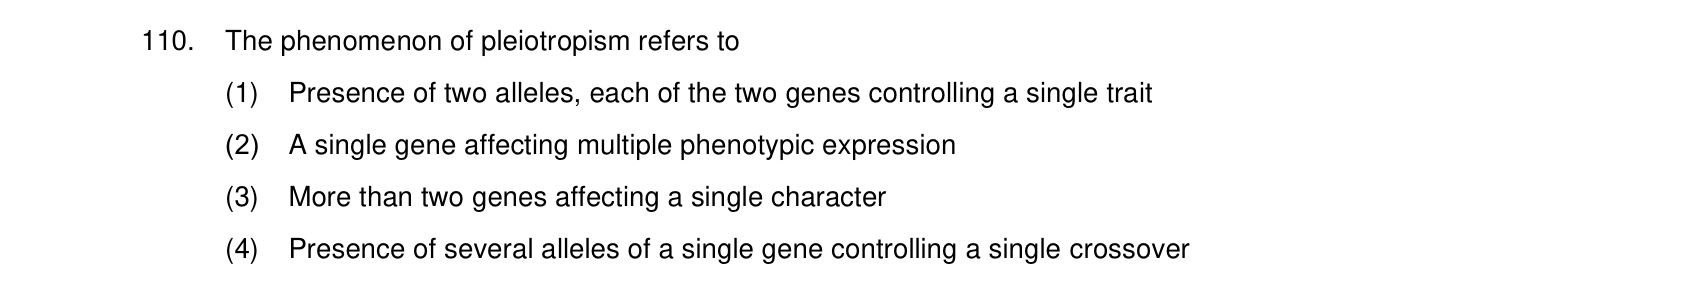 110. The phenomenon of pleiotropism refers to
(1) Presence of two alleles, each of the two genes controlling a single trait
(2) A single gene affecting multiple phenotypic expression
(3) More than two genes affecting a single character
(4) Presence of several alleles of a single gene controlling a single crossover